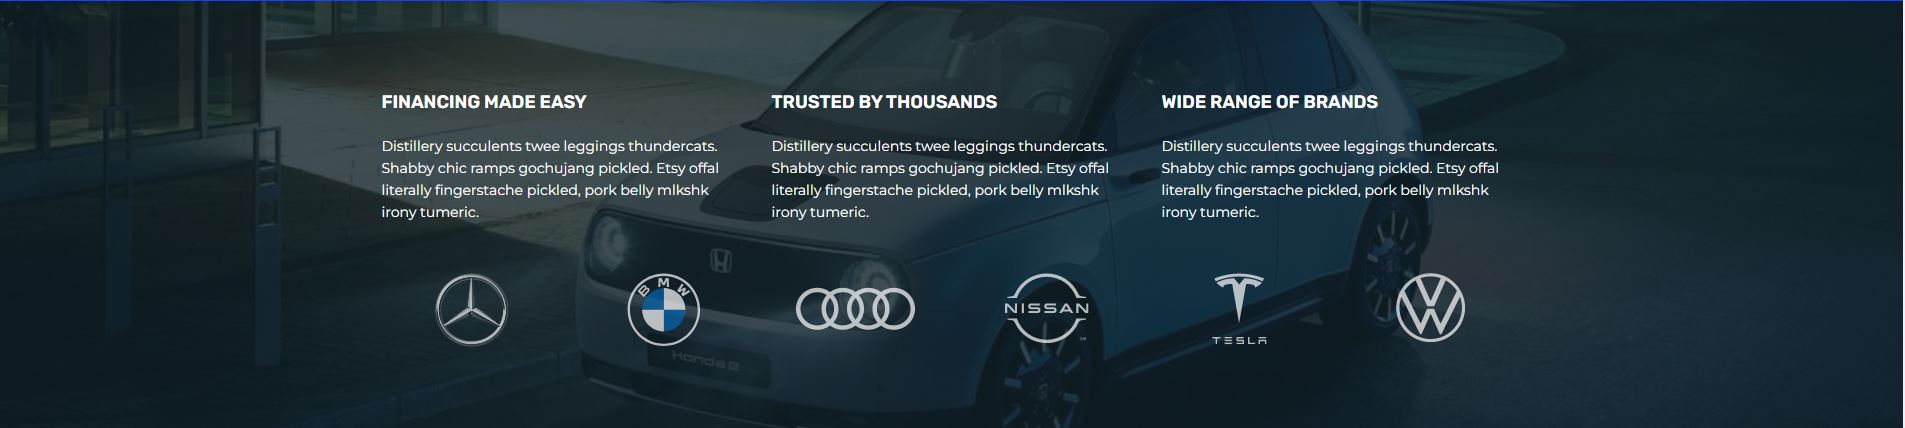 FINANCING MADE EASY
Distillery succulents twee leggings thundercats.
Shabby chic ramps gochujang pickled. Etsy offal
literally fingerstache pickled, pork belly mlkshk
irony tumeric.
TRUSTED BY THOUSANDS
Distillery succulents twee leggings thundercats.
Shabby chic ramps gochujang pickled. Etsy offal
literally fingerstache pickled, pork belly mlkshk
irony tumeric.
WIDE RANGE OF BRANDS
Distillery succulents twee leggings thundercats.
Shabby chic ramps gochujang pickled. Etsy offal
literally fingerstache pickled, pork belly mlkshk
irony tumeric.
BMW
NISSAN
TM
TESLA
VW
Honda e